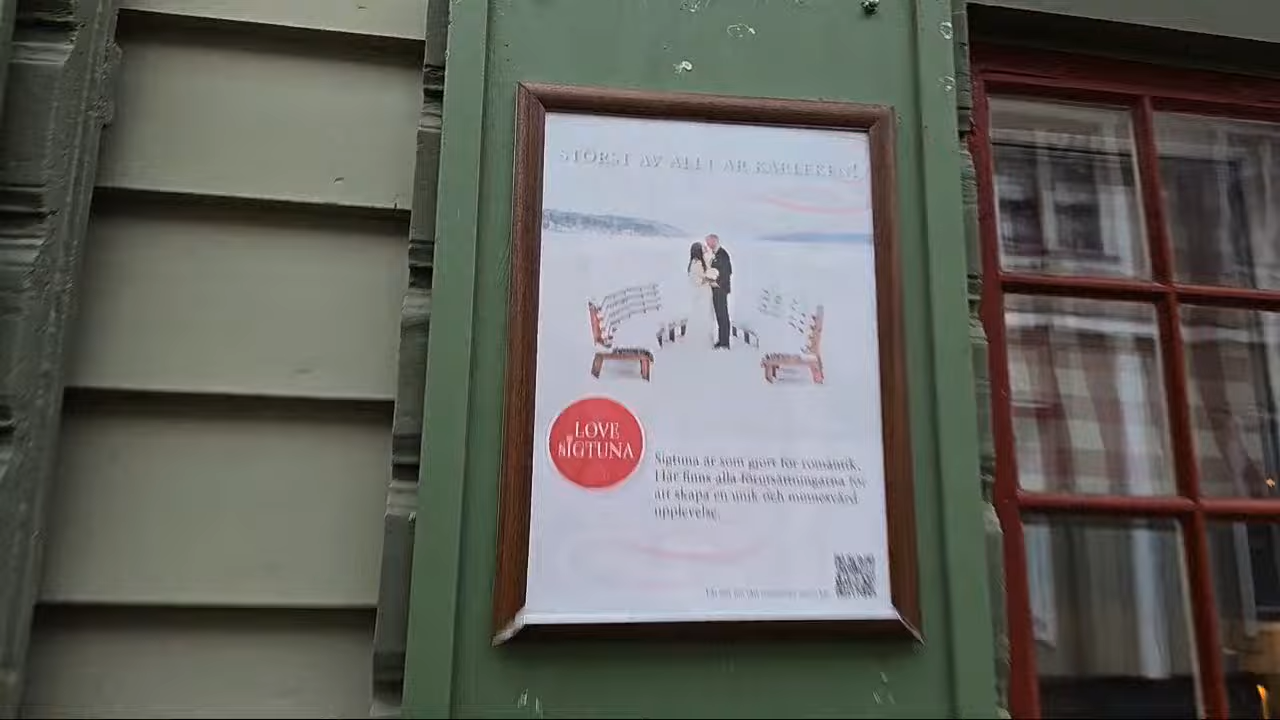 STÖRST AV ALLT ÄR KÄRLEKEN!
LOVE
SIGTUNA
Sigtuna är som gjort för romantik.
Här finns alla förutsättningarna för
att skapa en unik och minnesvärd
upplevelse.